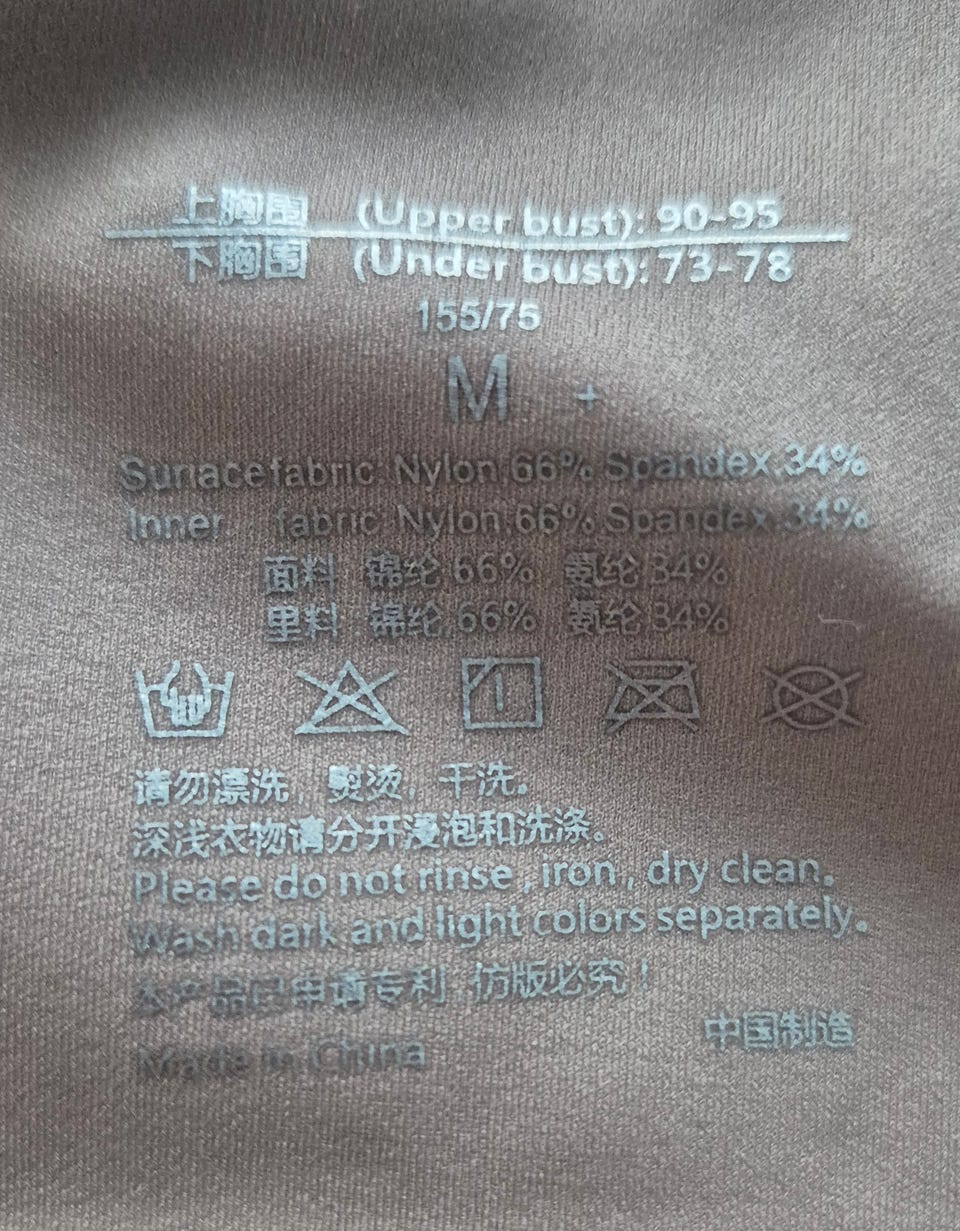 上胸围 (Upper bust): 90-95
下胸围 (Under bust): 73-78
155/75
M +
Surface fabric Nylon 66% Spandex 34%
Inner fabric Nylon 66% Spandex 34%
面料 锦纶 66% 氨纶 34%
里料 锦纶 66% 氨纶 34%
请勿漂洗，熨烫，干洗。
深浅衣物请分开浸泡和洗涤。
Please do not rinse, iron, dry clean.
Wash dark and light colors separately.
本产品已申请专利，仿版必究！
中国制造
Made in China